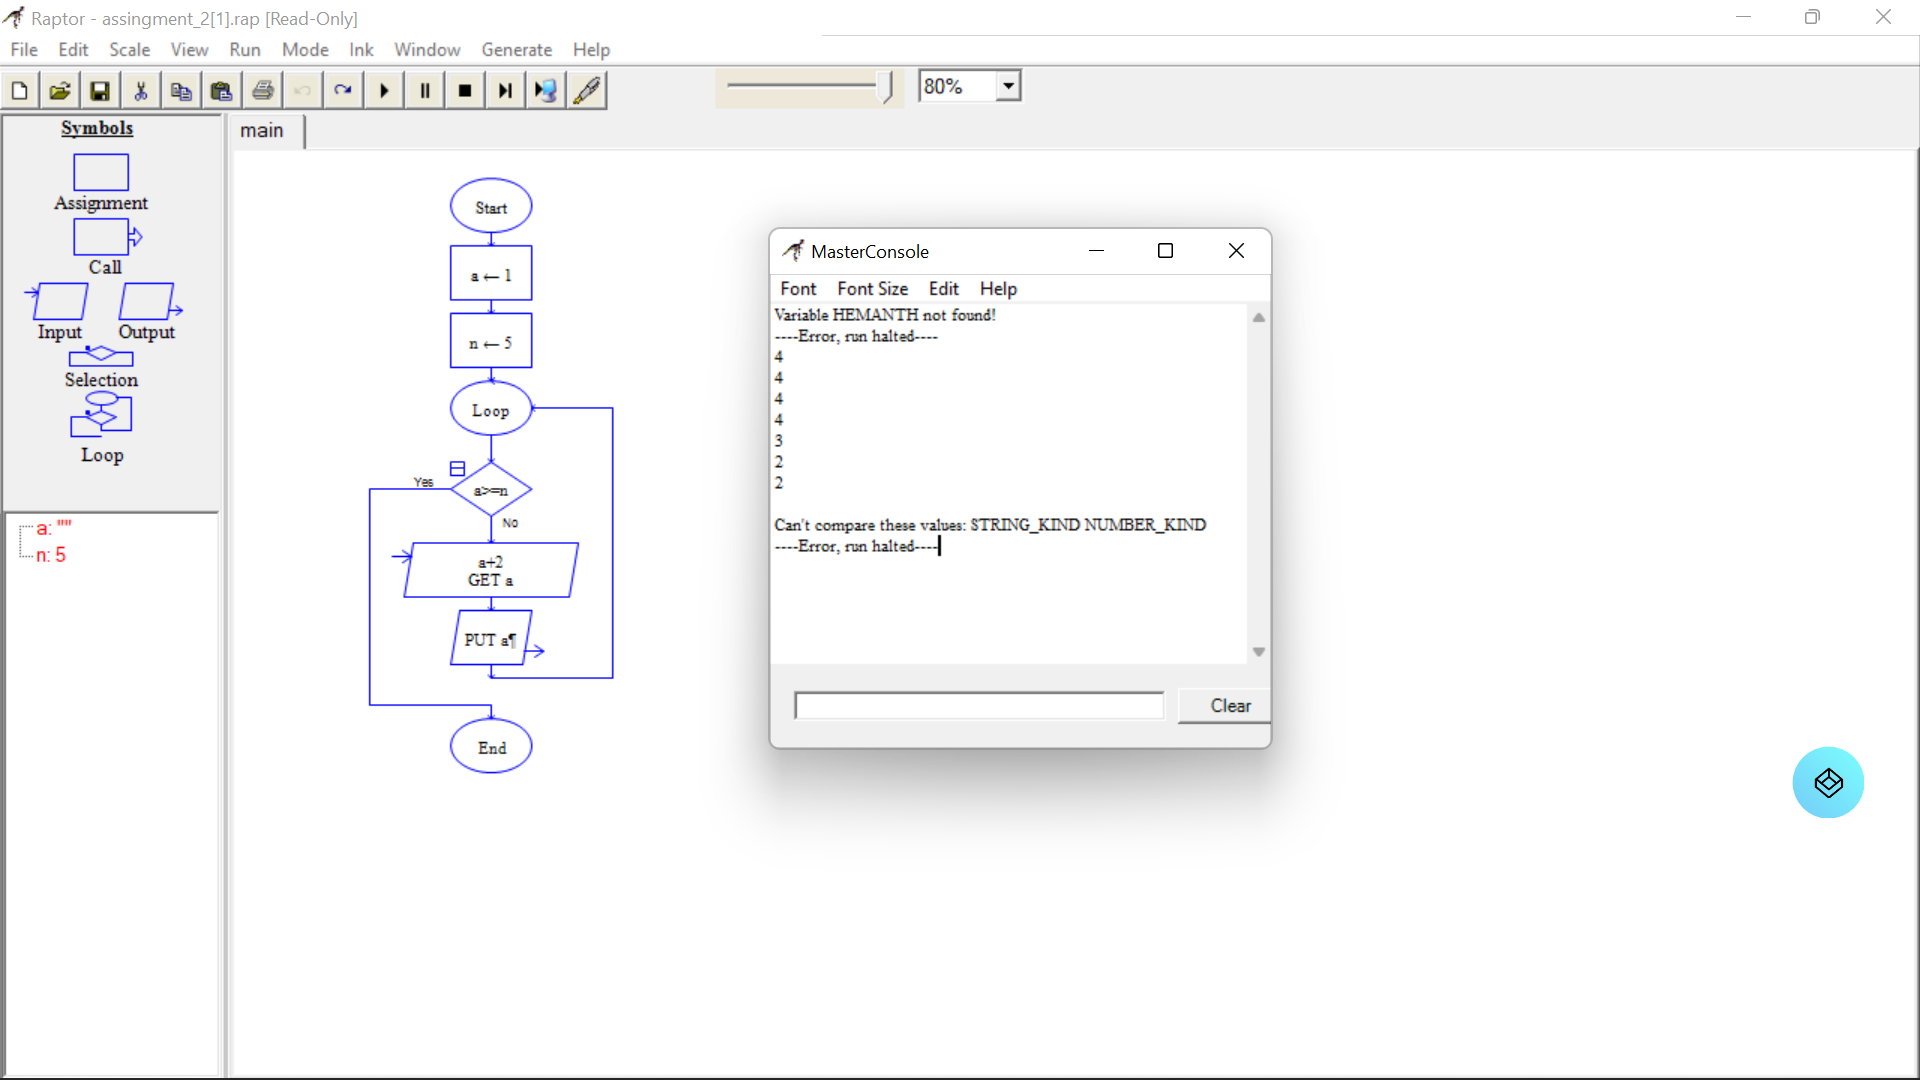 Raptor - assingment_2[1].rap [Read-Only]
File Edit Scale View Run Mode Ink Window Generate Help
80%
Symbols
Assignment
Call
Input Output
Selection
Loop
a: ""
n: 5
main
Start
a ← 1
n ← 5
Loop
Yes
a>=n
No
a+2
GET a
PUT a¶
End
MasterConsole
Font Font Size Edit Help
Variable HEMANTH not found!
----Error, run halted----
4
4
4
4
3
2
2
Can't compare these values: STRING_KIND NUMBER_KIND
----Error, run halted----
Clear